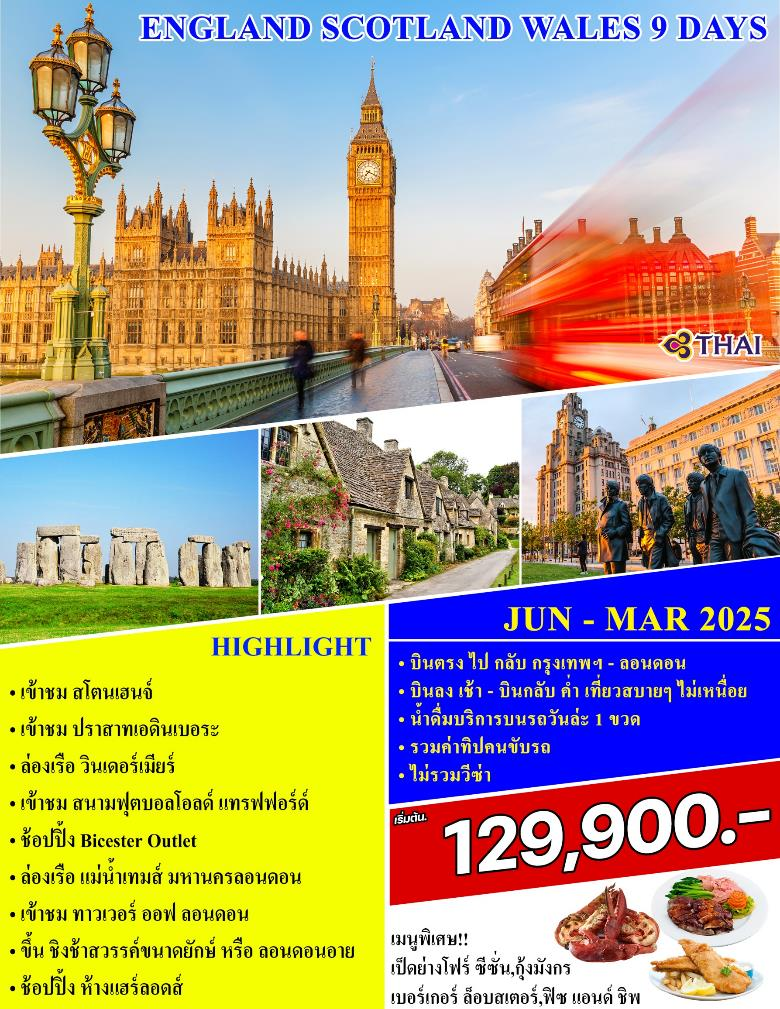 ENGLAND SCOTLAND WALES 9 DAYS
THAI
HIGHLIGHT
• เข้าชม สโตนเฮนจ์
• เข้าชม ปราสาทเอดินเบอระ
• ล่องเรือ วินเดอร์เมียร์
• เข้าชม สนามฟุตบอลโอลด์ แทรฟฟอร์ด์
• ช้อปปิ้ง Bicester Outlet
• ล่องเรือ แม่น้ำเทมส์ มหานครลอนดอน
• เข้าชม ทาวเวอร์ ออฟ ลอนดอน
• ขึ้น ชิงช้าสวรรค์ขนาดยักษ์ หรือ ลอนดอนอาย
• ช้อปปิ้ง ห้างแฮร์ลอดส์
JUN - MAR 2025
• บินตรง ไป กลับ กรุงเทพฯ - ลอนดอน
• บินลง เช้า - บินกลับ ค่ำ เที่ยวสบายๆ ไม่เหนื่อย
• น้ำดื่มบริการบนรถวันล่ะ 1 ขวด
• รวมค่าทิปคนขับรถ
• ไม่รวมวีซ่า
เริ่มต้น.
129,900.-
เมนูพิเศษ!!
เป็ดย่างโฟร์ ซีซั่น,กุ้งมังกร
เบอร์เกอร์ ล็อบสเตอร์,ฟิช แอนด์ ชิพ